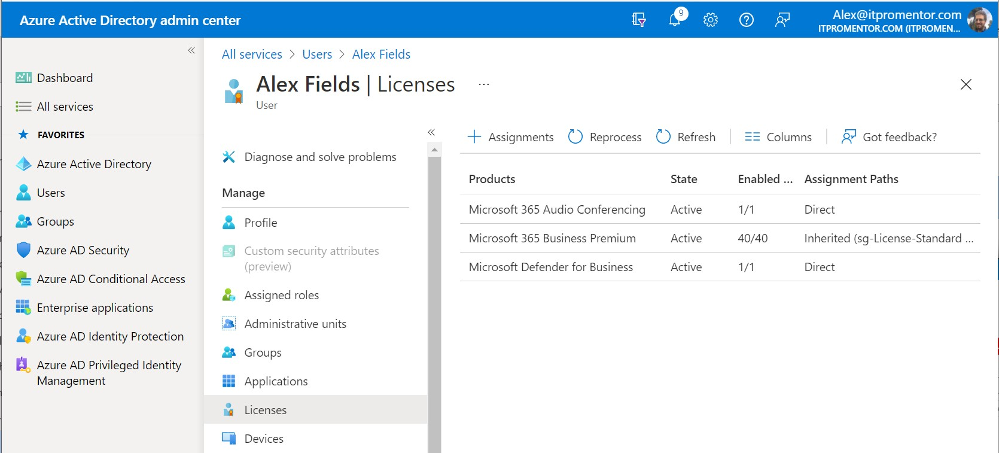 Azure Active Directory admin center
9
Alex@itpromentor.com
ITPROMENTOR.COM (ITPROMEN...
Dashboard
All services
FAVORITES
Azure Active Directory
Users
Groups
Azure AD Security
Azure AD Conditional Access
Enterprise applications
Azure AD Identity Protection
Azure AD Privileged Identity
Management
All services > Users > Alex Fields
Alex Fields | Licenses ...
User
Diagnose and solve problems
Manage
Profile
Custom security attributes
(preview)
Assigned roles
Administrative units
Groups
Applications
Licenses
Devices
Assignments Reprocess Refresh Columns Got feedback?
Products State Enabled ... Assignment Paths
Microsoft 365 Audio Conferencing Active 1/1 Direct
Microsoft 365 Business Premium Active 40/40 Inherited (sg-License-Standard ...
Microsoft Defender for Business Active 1/1 Direct